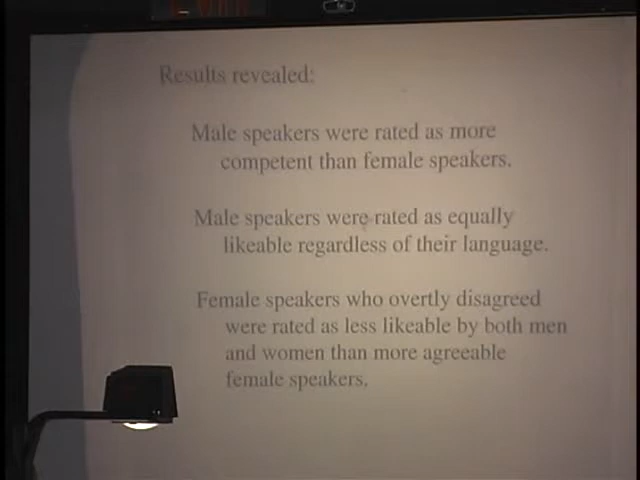 Results revealed:
Male speakers were rated as more
competent than female speakers.
Male speakers were rated as equally
likeable regardless of their language.
Female speakers who overtly disagreed
were rated as less likeable by both men
and women than more agreeable
female speakers.